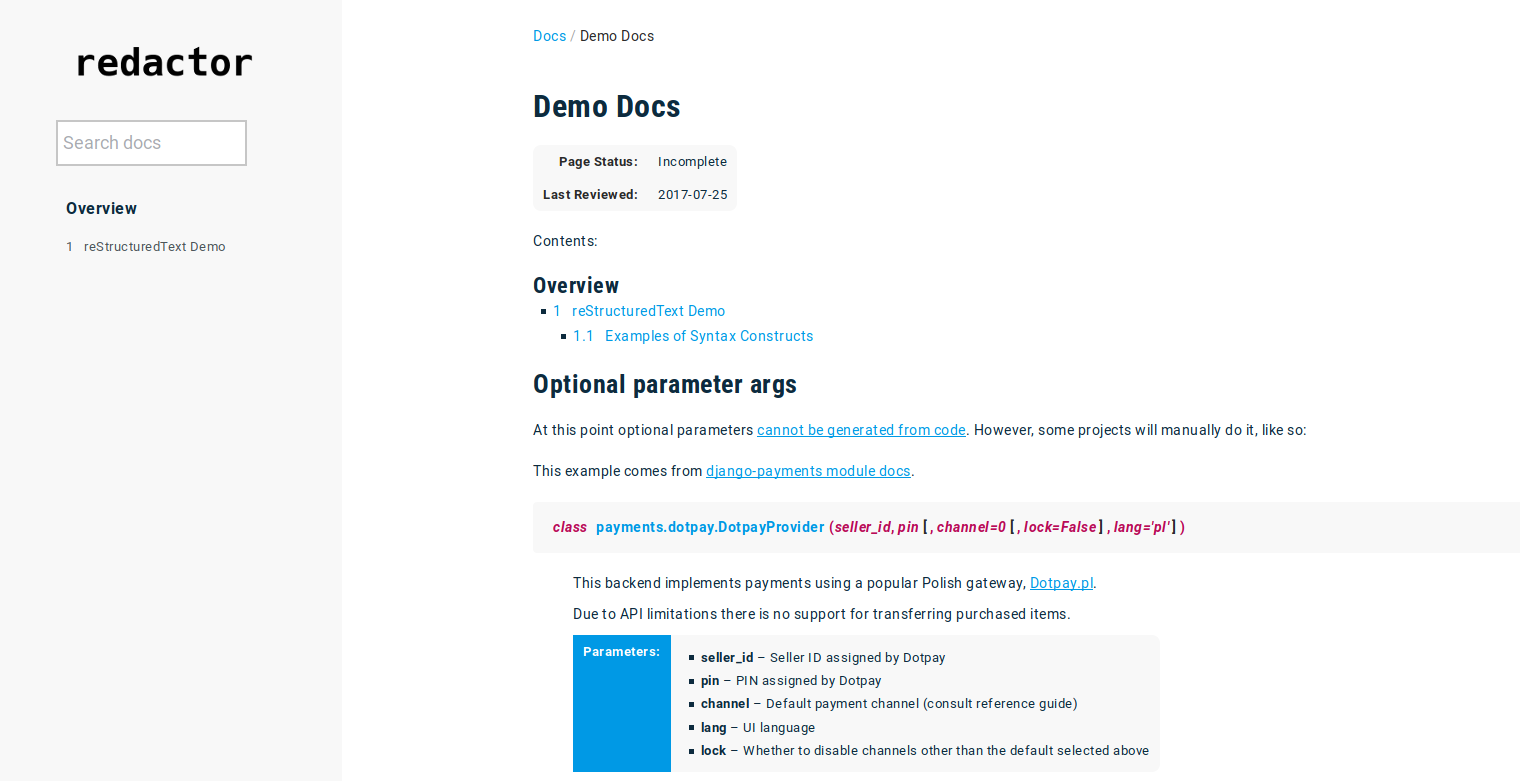 redactor
Search docs
Overview
1 reStructuredText Demo
Docs / Demo Docs
Demo Docs
Page Status: Incomplete
Last Reviewed: 2017-07-25
Contents:
Overview
1 reStructuredText Demo
1.1 Examples of Syntax Constructs
Optional parameter args
At this point optional parameters cannot be generated from code. However, some projects will manually do it, like so:
This example comes from django-payments module docs.
class payments.dotpay.DotpayProvider (seller_id, pin [ , channel=0 [ , lock=False ] , lang='pl' ] )
This backend implements payments using a popular Polish gateway, Dotpay.pl.
Due to API limitations there is no support for transferring purchased items.
Parameters:
seller_id – Seller ID assigned by Dotpay
pin – PIN assigned by Dotpay
channel – Default payment channel (consult reference guide)
lang – UI language
lock – Whether to disable channels other than the default selected above